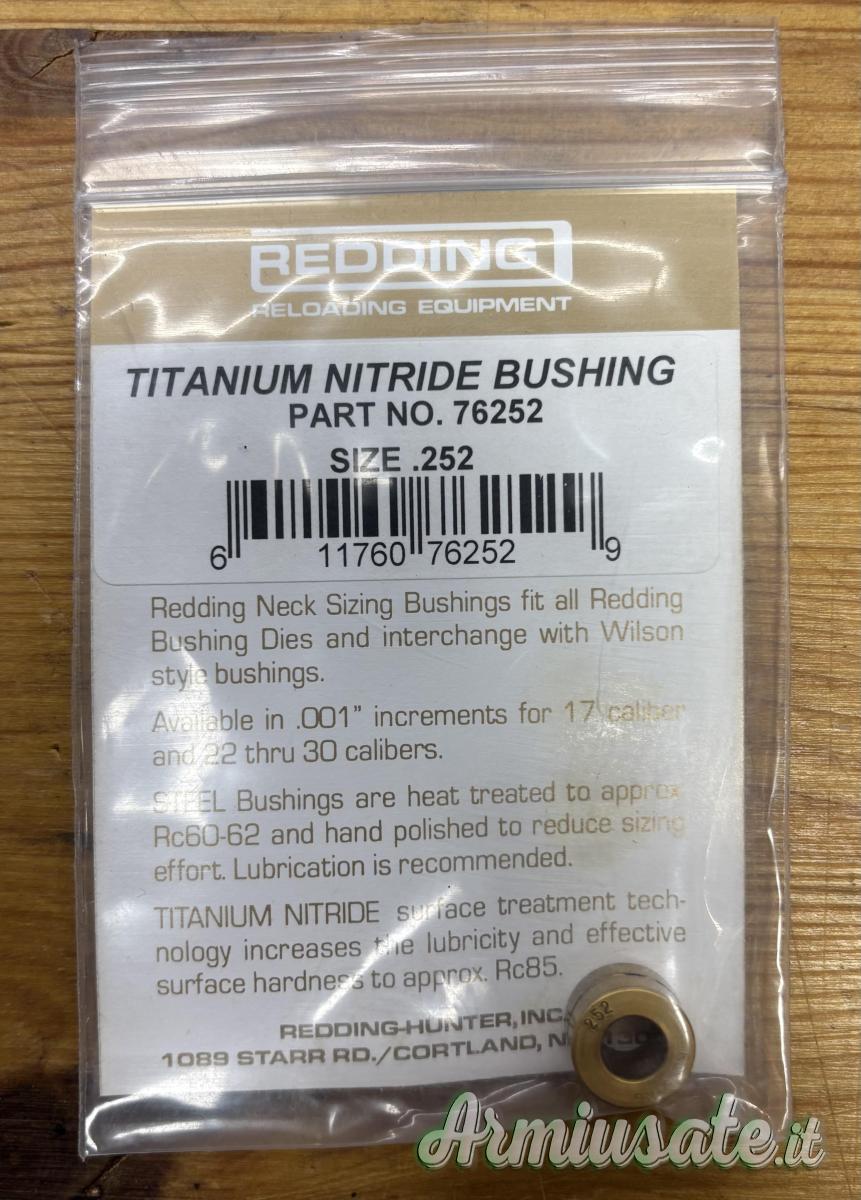 REDDING
RELOADING EQUIPMENT
TITANIUM NITRIDE BUSHING
PART NO. 76252
SIZE .252
6 11760 76252 9
Redding Neck Sizing Bushings fit all Redding
Bushing Dies and interchange with Wilson
style bushings.
Available in .001" increments for 17 caliber
and 22 thru 30 calibers.
STEEL Bushings are heat treated to approx
Rc60-62 and hand polished to reduce sizing
effort. Lubrication is recommended.
TITANIUM NITRIDE surface treatment tech-
nology increases the lubricity and effective
surface hardness to approx. Rc85.
REDDING-HUNTER, INC.
1089 STARR RD./CORTLAND,
252
Armiusate.it